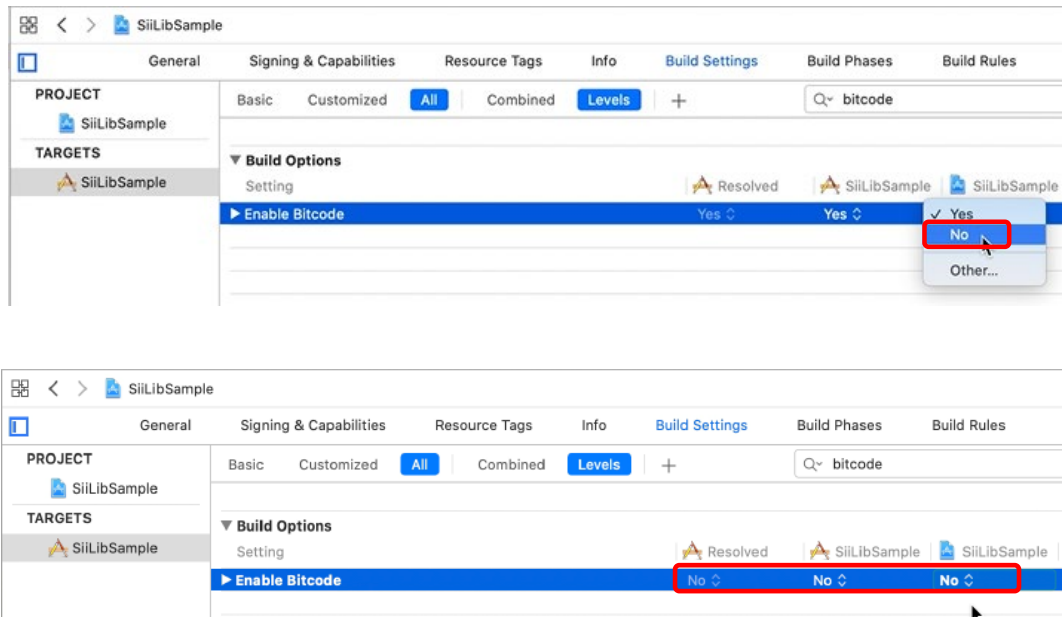 SiiLibSample
General Signing & Capabilities Resource Tags Info Build Settings Build Phases Build Rules
PROJECT
Basic Customized All Combined Levels bitcode
SiiLibSample
TARGETS
Build Options
SiiLibSample
Setting Resolved SiiLibSample SiiLibSample
Enable Bitcode Yes Yes Yes
No
Other...
SiiLibSample
General Signing & Capabilities Resource Tags Info Build Settings Build Phases Build Rules
PROJECT
Basic Customized All Combined Levels bitcode
SiiLibSample
TARGETS
Build Options
SiiLibSample
Setting Resolved SiiLibSample SiiLibSample
Enable Bitcode No No No